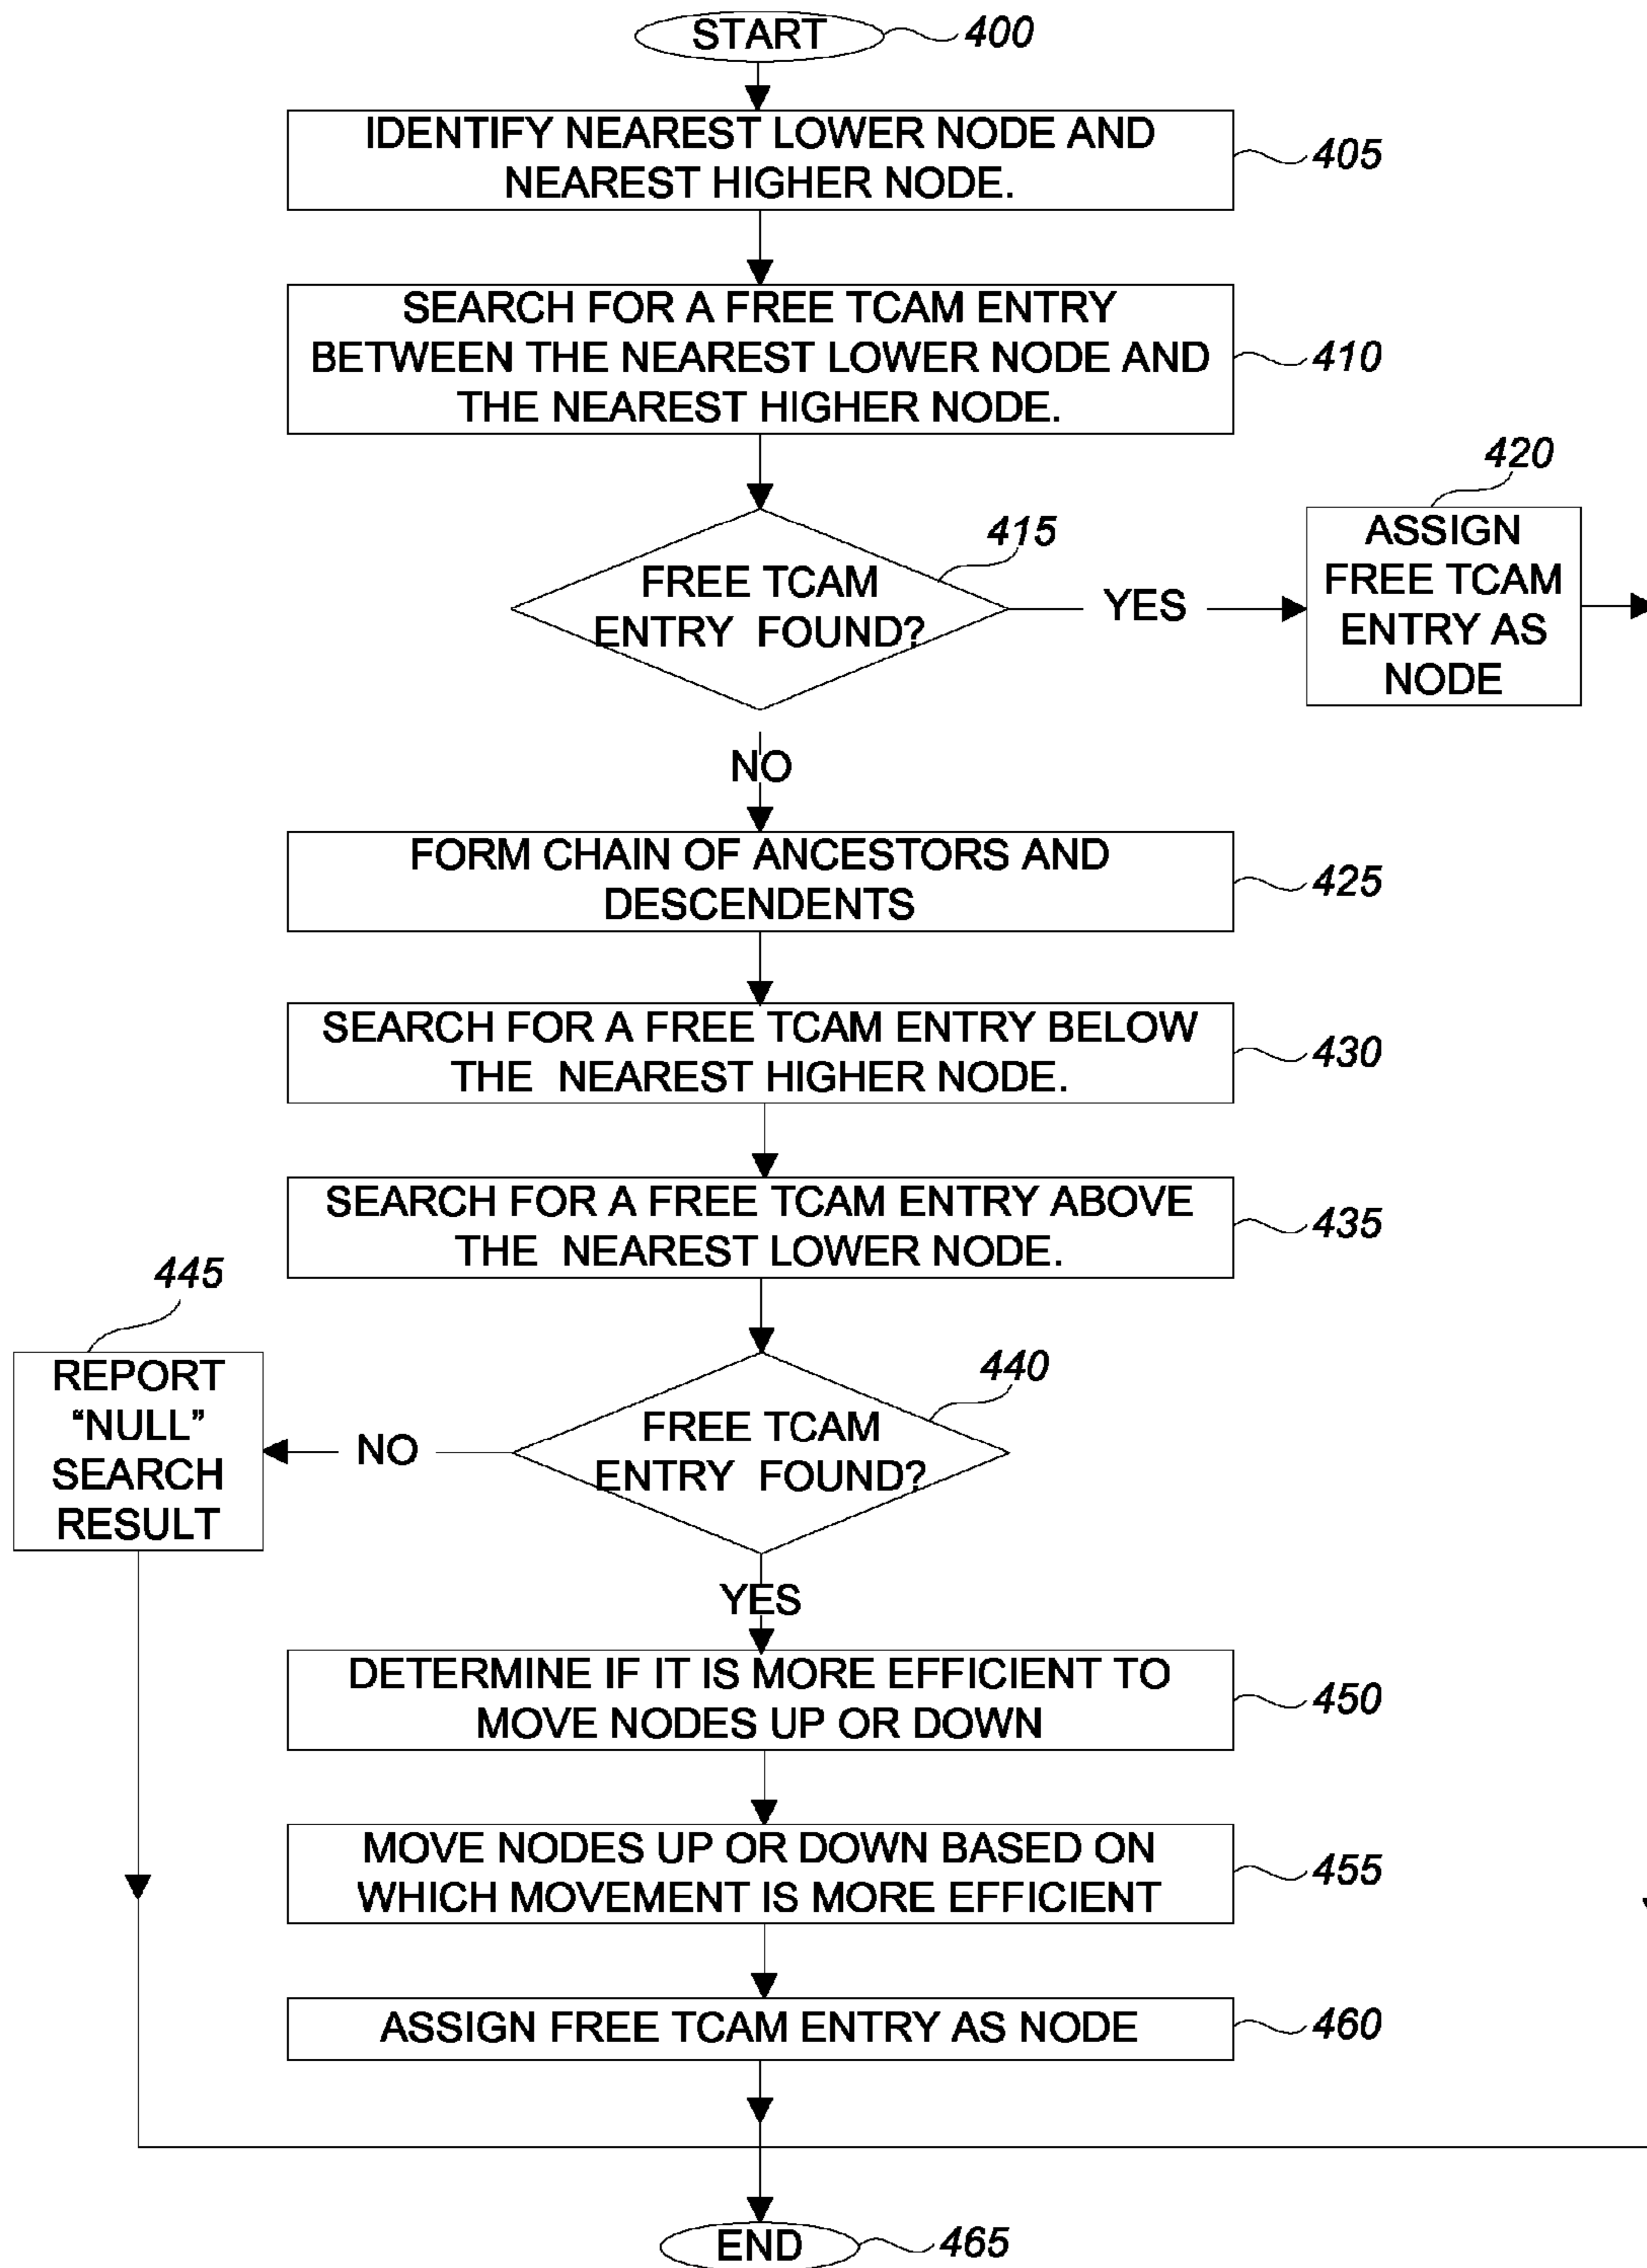 START
400
IDENTIFY NEAREST LOWER NODE AND
NEAREST HIGHER NODE.
405
SEARCH FOR A FREE TCAM ENTRY
BETWEEN THE NEAREST LOWER NODE AND
THE NEAREST HIGHER NODE.
410
FREE TCAM
ENTRY FOUND?
415
YES
420
ASSIGN
FREE TCAM
ENTRY AS
NODE
NO
FORM CHAIN OF ANCESTORS AND
DESCENDENTS
425
SEARCH FOR A FREE TCAM ENTRY BELOW
THE NEAREST HIGHER NODE.
430
SEARCH FOR A FREE TCAM ENTRY ABOVE
THE NEAREST LOWER NODE.
435
FREE TCAM
ENTRY FOUND?
440
NO
445
REPORT
“NULL”
SEARCH
RESULT
YES
DETERMINE IF IT IS MORE EFFICIENT TO
MOVE NODES UP OR DOWN
450
MOVE NODES UP OR DOWN BASED ON
WHICH MOVEMENT IS MORE EFFICIENT
455
ASSIGN FREE TCAM ENTRY AS NODE
460
END
465